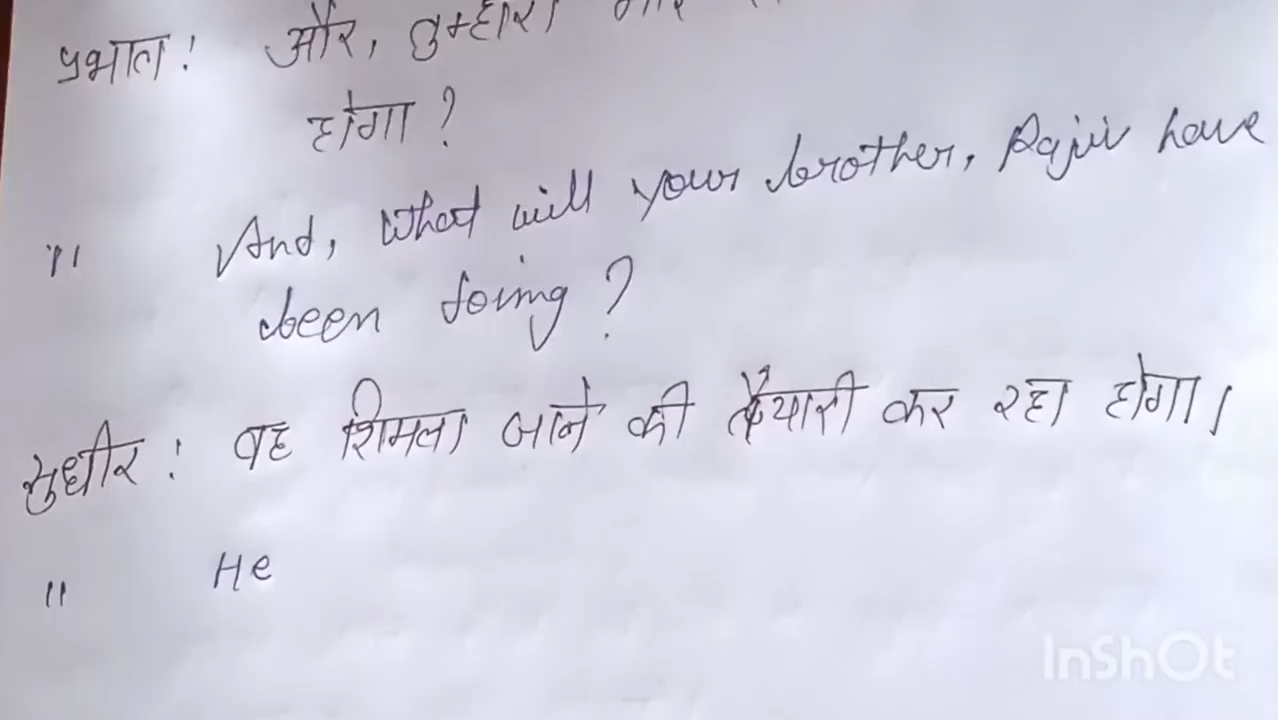 प्रभात: और, तुम्हारा
होगा?
" And, what will your brother, Rajiv have
been doing?
सुधीर: वह शिमला जाने की तैयारी कर रहा होगा।
" He
InShOt